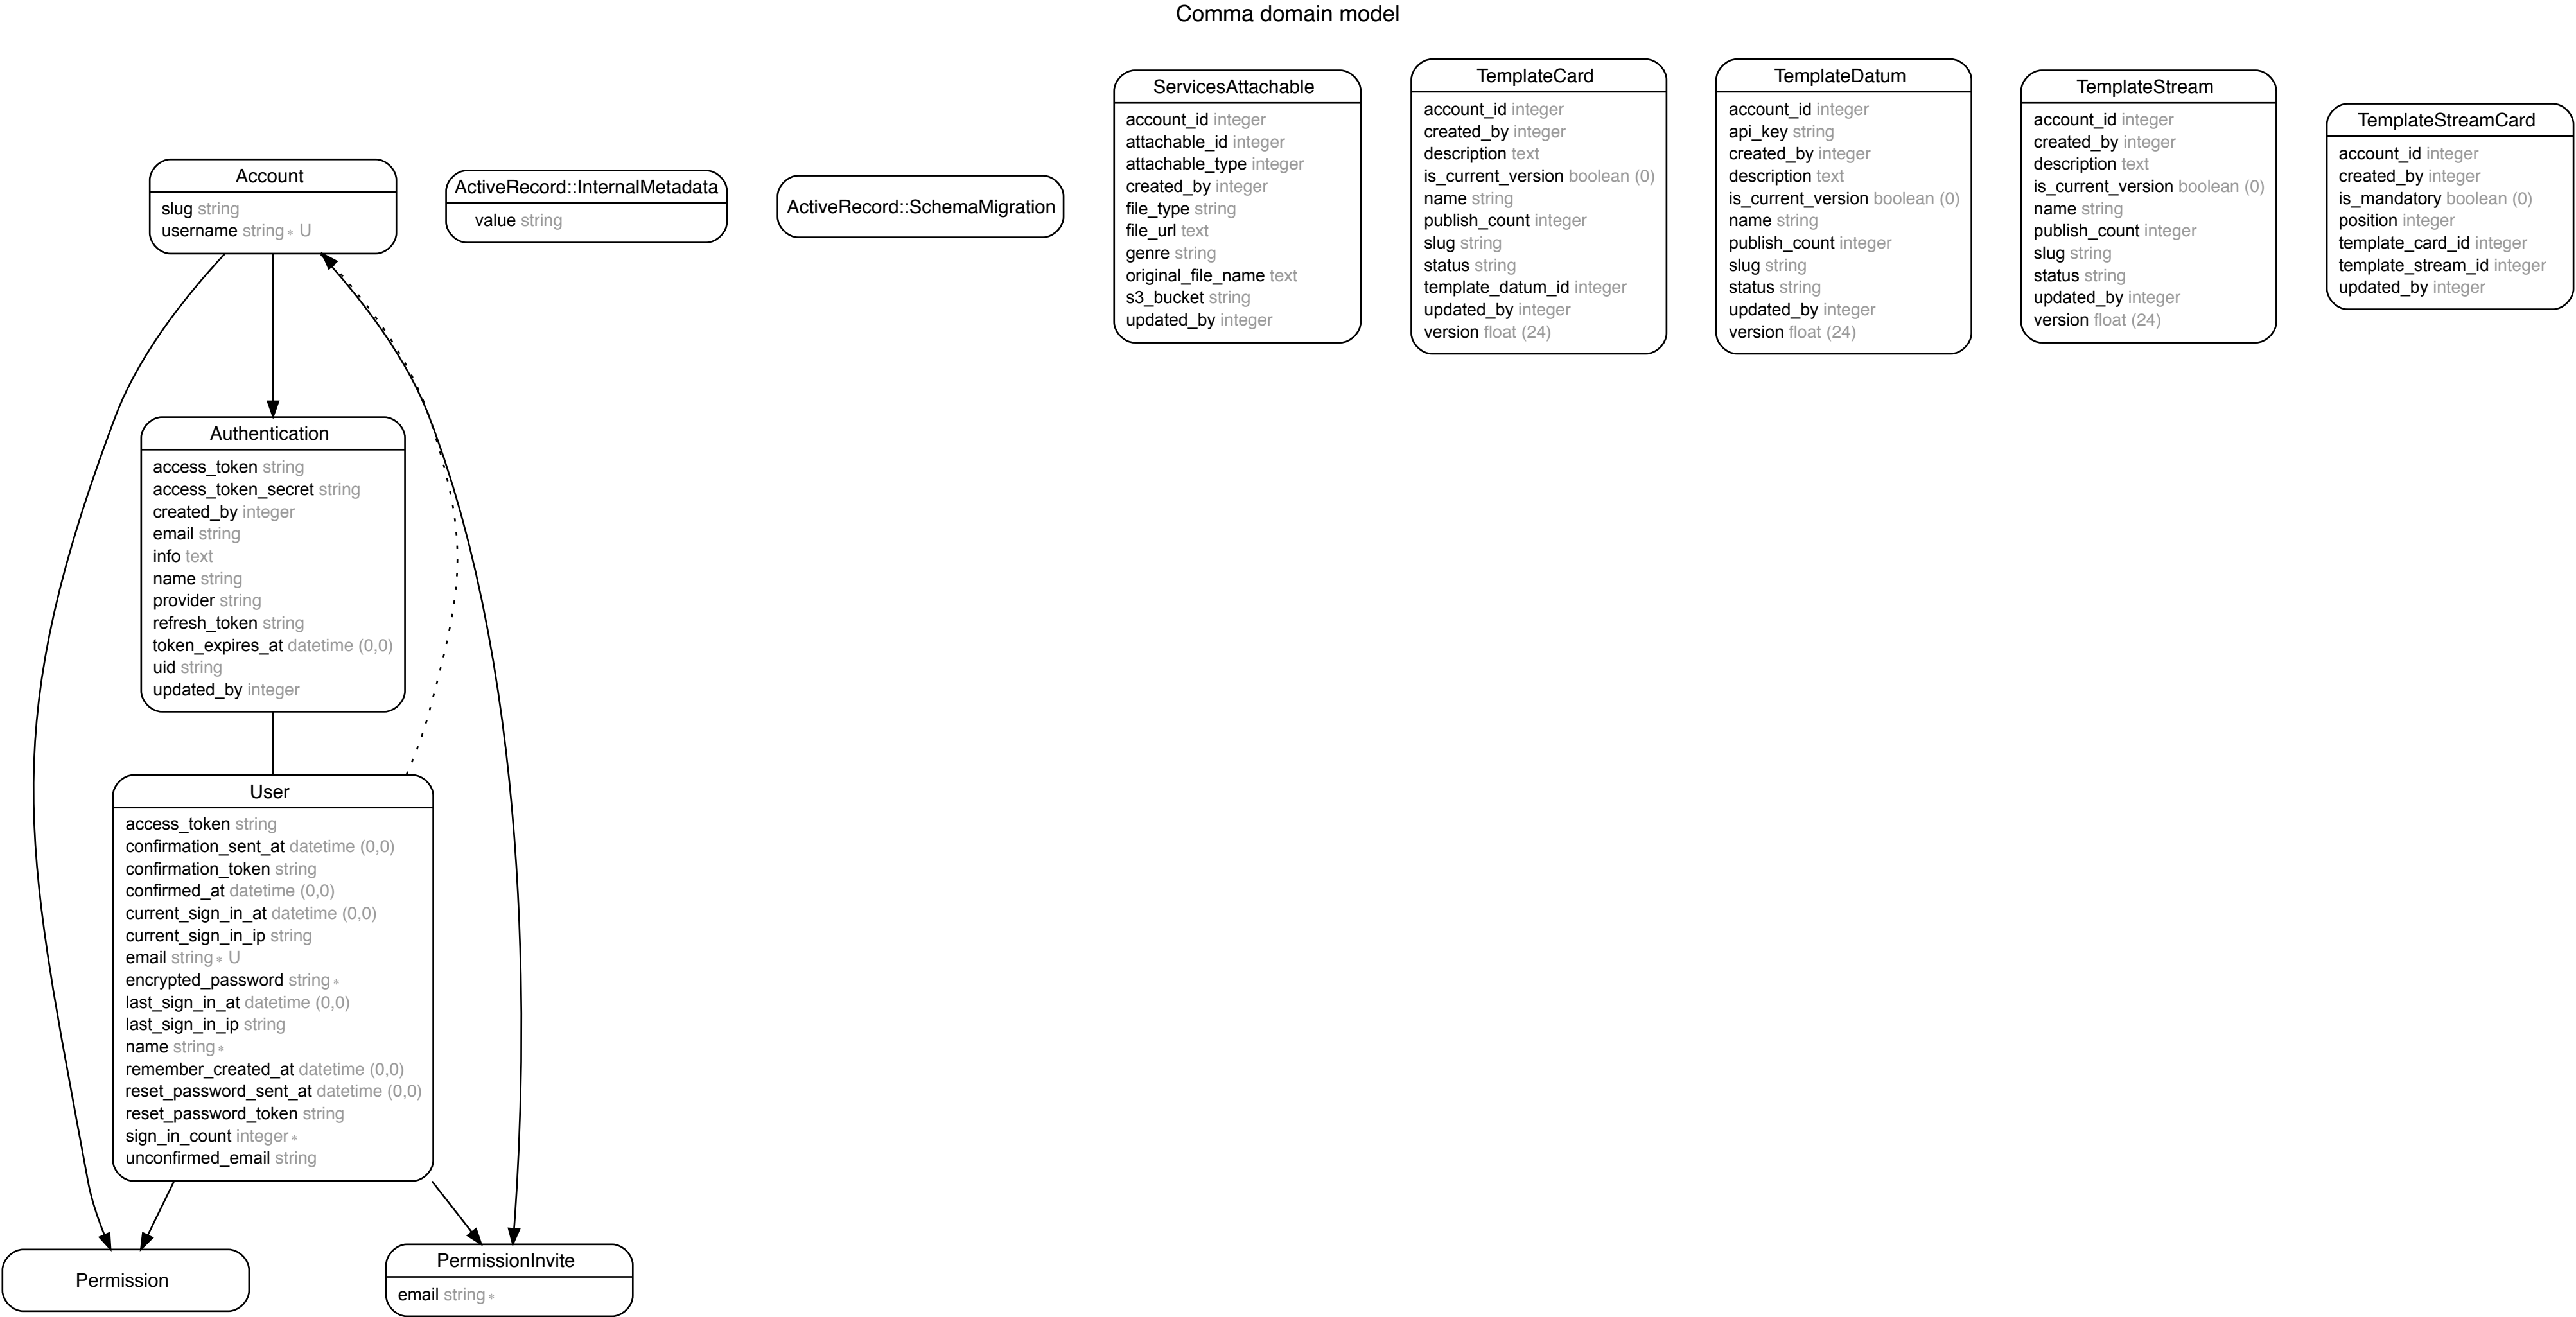 Comma domain model
Account
slug string
username string∗ U
ActiveRecord::InternalMetadata
value string
ActiveRecord::SchemaMigration
ServicesAttachable
account_id integer
attachable_id integer
attachable_type integer
created_by integer
file_type string
file_url text
genre string
original_file_name text
s3_bucket string
updated_by integer
TemplateCard
account_id integer
created_by integer
description text
is_current_version boolean (0)
name string
publish_count integer
slug string
status string
template_datum_id integer
updated_by integer
version float (24)
TemplateDatum
account_id integer
api_key string
created_by integer
description text
is_current_version boolean (0)
name string
publish_count integer
slug string
status string
updated_by integer
version float (24)
TemplateStream
account_id integer
created_by integer
description text
is_current_version boolean (0)
name string
publish_count integer
slug string
status string
updated_by integer
version float (24)
TemplateStreamCard
account_id integer
created_by integer
is_mandatory boolean (0)
position integer
template_card_id integer
template_stream_id integer
updated_by integer
Authentication
access_token string
access_token_secret string
created_by integer
email string
info text
name string
provider string
refresh_token string
token_expires_at datetime (0,0)
uid string
updated_by integer
User
access_token string
confirmation_sent_at datetime (0,0)
confirmation_token string
confirmed_at datetime (0,0)
current_sign_in_at datetime (0,0)
current_sign_in_ip string
email string∗ U
encrypted_password string∗
last_sign_in_at datetime (0,0)
last_sign_in_ip string
name string∗
remember_created_at datetime (0,0)
reset_password_sent_at datetime (0,0)
reset_password_token string
sign_in_count integer∗
unconfirmed_email string
Permission
PermissionInvite
email string∗